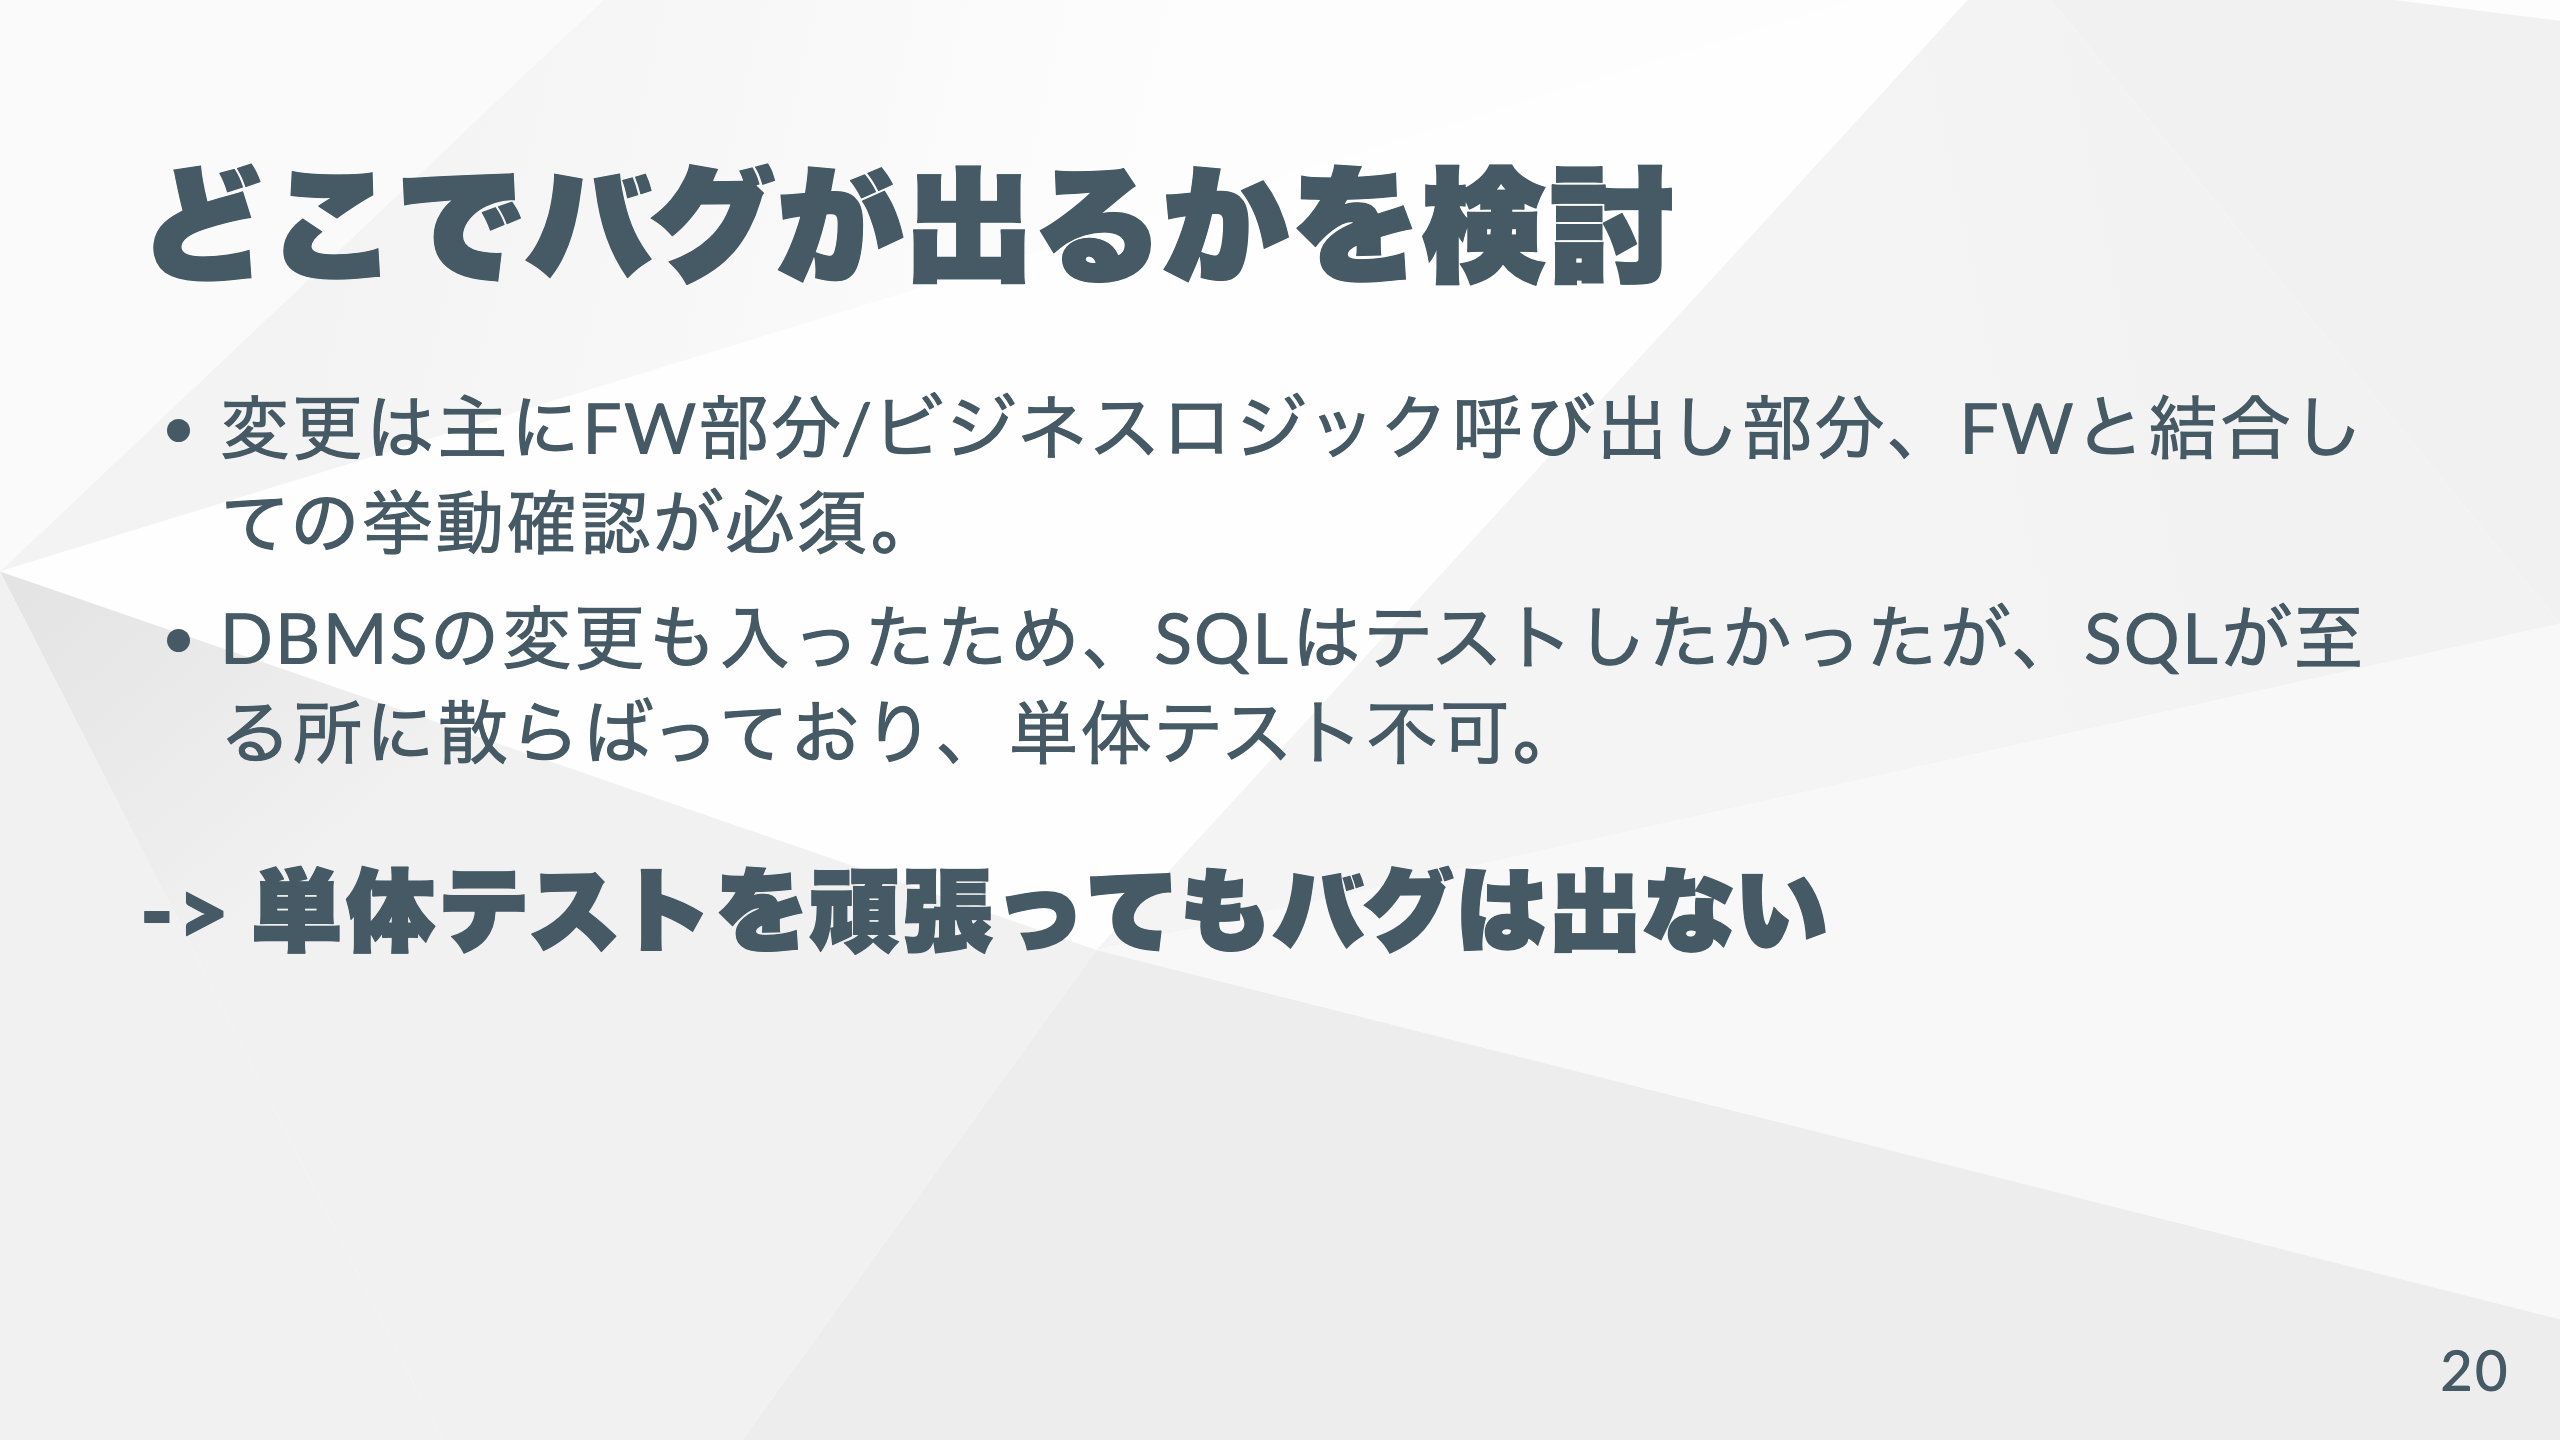 どこでバグが出るかを検討
• 変更は主にFW部分/ビジネスロジック呼び出し部分、FWと結合し
ての挙動確認が必須。
• DBMSの変更も入ったため、SQLはテストしたかったが、SQLが至
る所に散らばっており、単体テスト不可。
-> 単体テストを頑張ってもバグは出ない
20